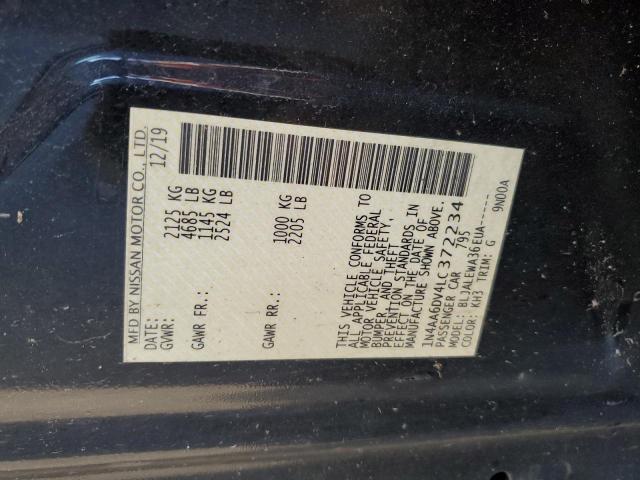 MFD BY NISSAN MOTOR CO., LTD.
DATE: 12/19
GVWR: 2125 KG
4685 LB
GAWR FR.: 1145 KG
2524 LB
GAWR RR: 1000 KG
2205 LB
THIS VEHICLE CONFORMS TO
ALL APPLICABLE FEDERAL
MOTOR VEHICLE SAFETY,
BUMPER, AND THEFT
PREVENTION STANDARDS IN
EFFECT ON THE DATE OF
MANUFACTURE SHOWN ABOVE.
1N4AA6DV4LC372234
PASSENGER CAR 795
MODEL: BLJALEWA36EUA-----
COLOR: KH3 TRIM: G 9N00A